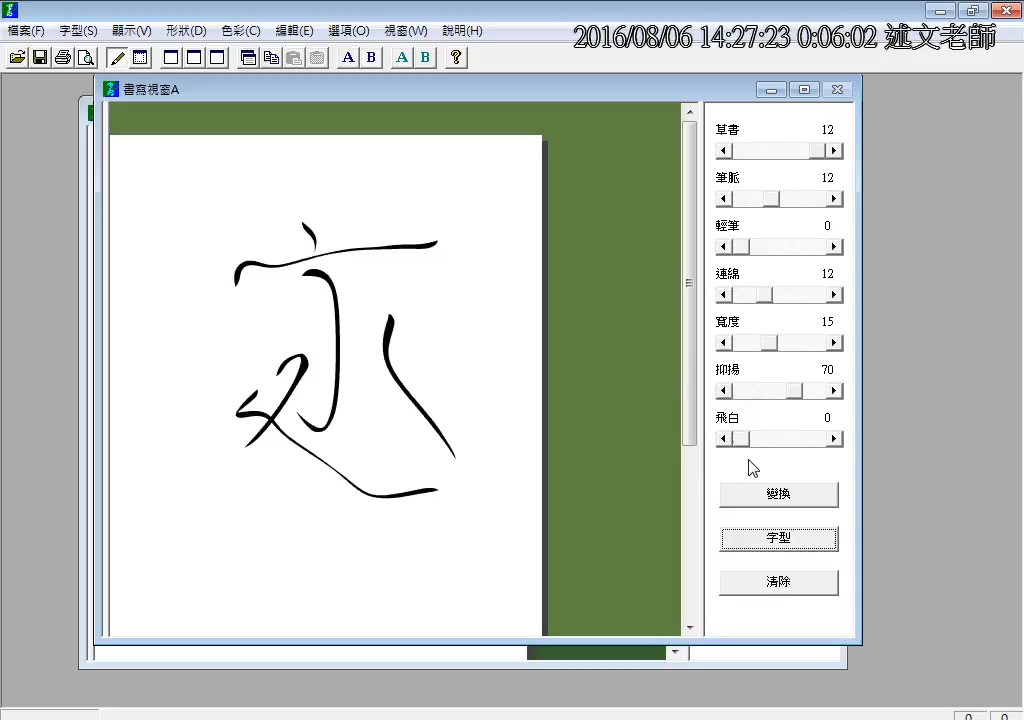 檔案(F) 字型(S) 顯示(V) 形狀(D) 色彩(C) 編輯(E) 選項(O) 視窗(W) 說明(H)
2016/08/06 14:27:23 0:06:02 述文老師
A B A B ?
書寫視窗A
草書 12
筆脈 12
輕筆 0
連綿 12
寬度 15
抑揚 70
飛白 0
變換
字型
清除
0 0